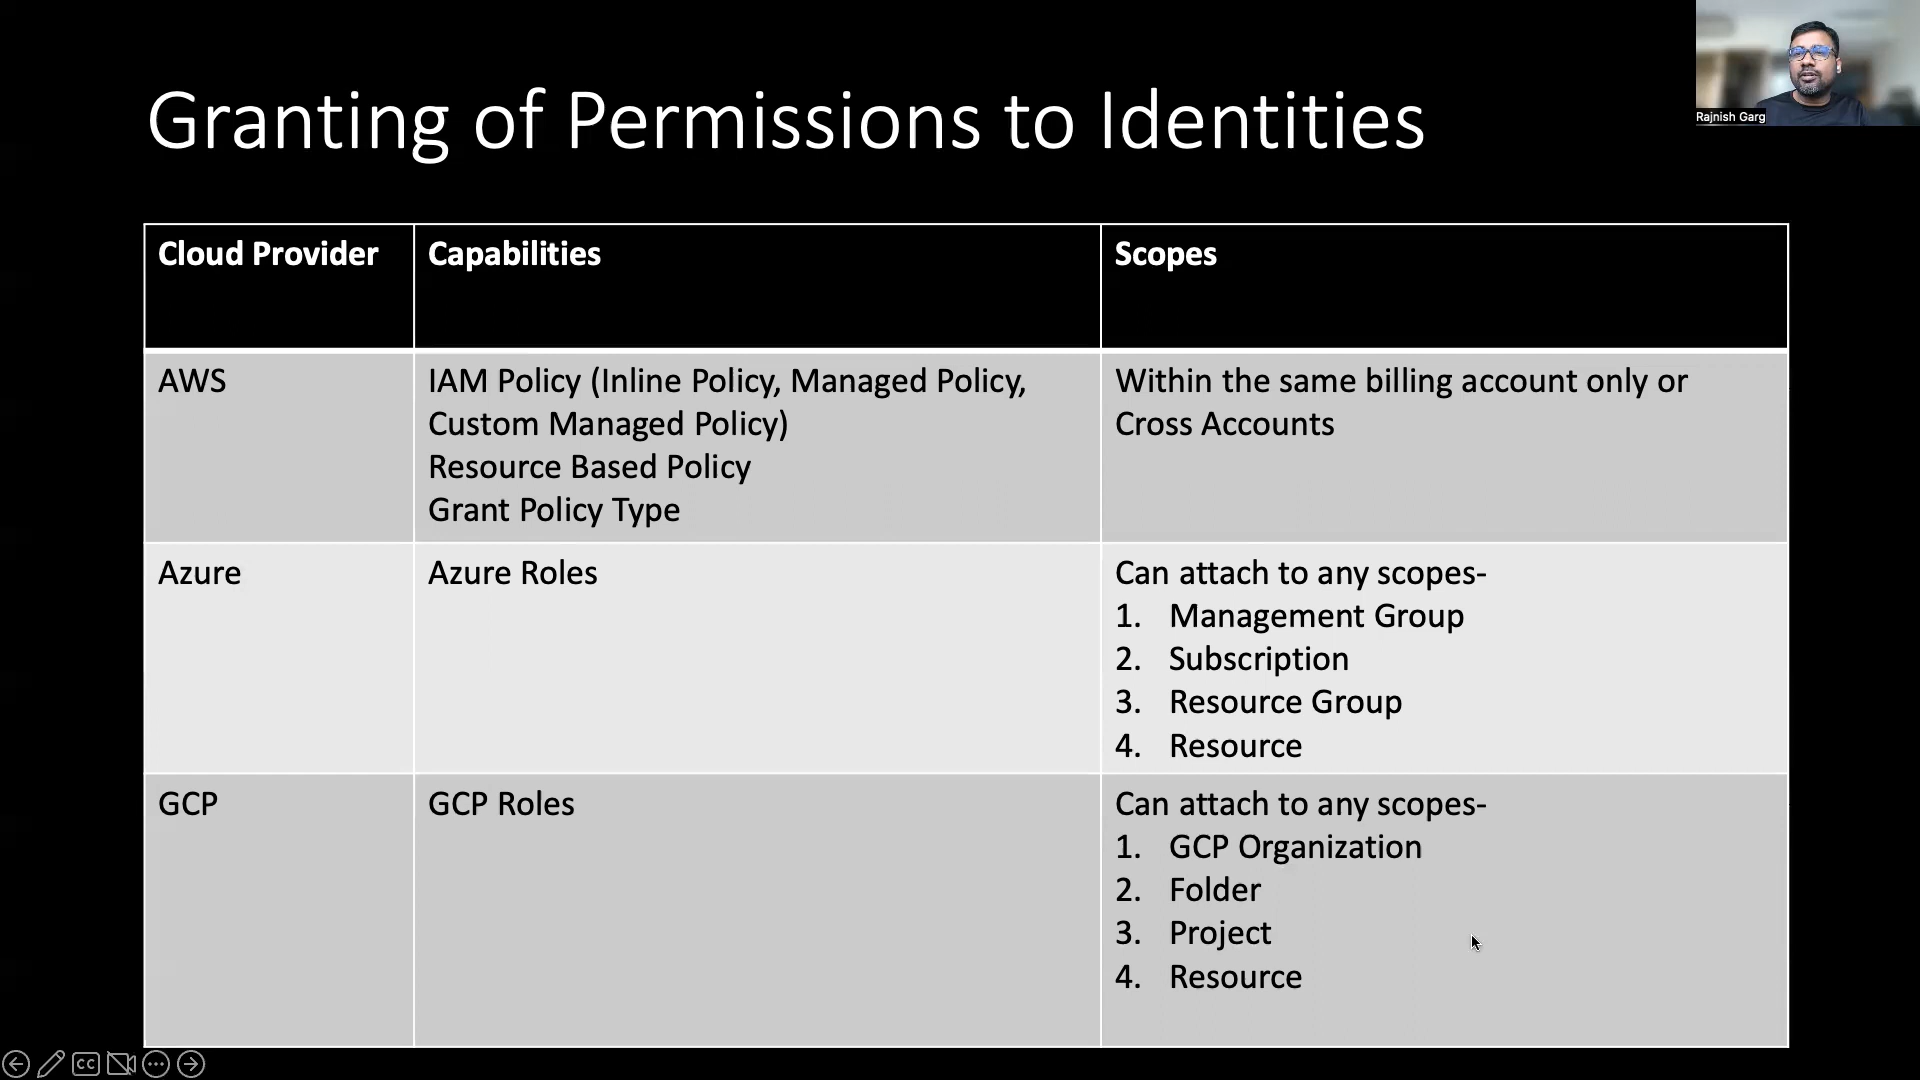 Granting of Permissions to Identities
Rajnish Garg
Cloud Provider
Capabilities
Scopes
AWS
IAM Policy (Inline Policy, Managed Policy,
Custom Managed Policy)
Resource Based Policy
Grant Policy Type
Within the same billing account only or
Cross Accounts
Azure
Azure Roles
Can attach to any scopes-
1. Management Group
2. Subscription
3. Resource Group
4. Resource
GCP
GCP Roles
Can attach to any scopes-
1. GCP Organization
2. Folder
3. Project
4. Resource
CC